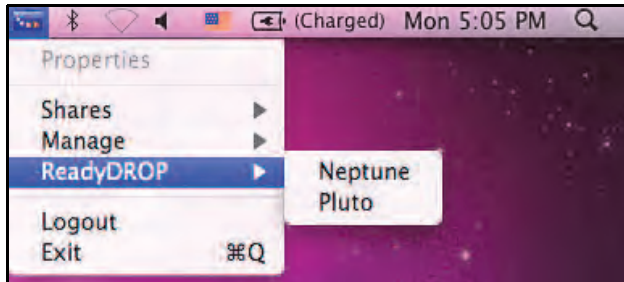 (Charged) Mon 5:05 PM
Properties
Shares
Manage
ReadyDROP
Neptune
Pluto
Logout
Exit ⌘Q